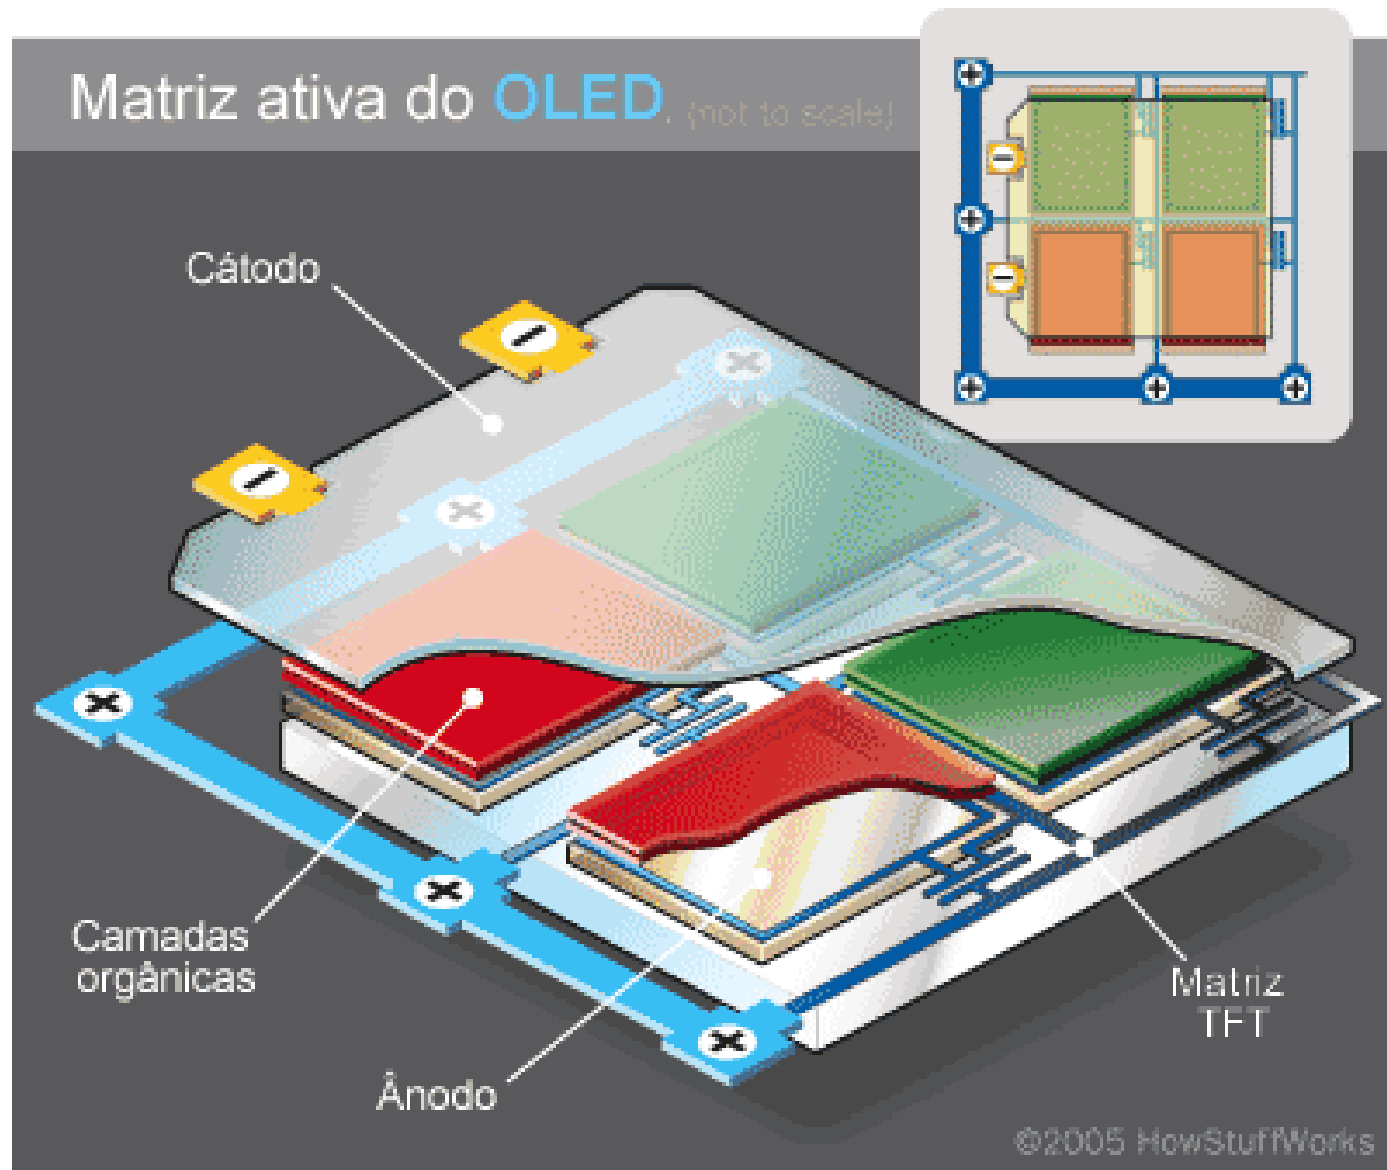 Matriz ativa do OLED. (not to scale)
Cátodo
Camadas
orgânicas
Ânodo
Matriz
TFT
©2005 HowStuffWorks